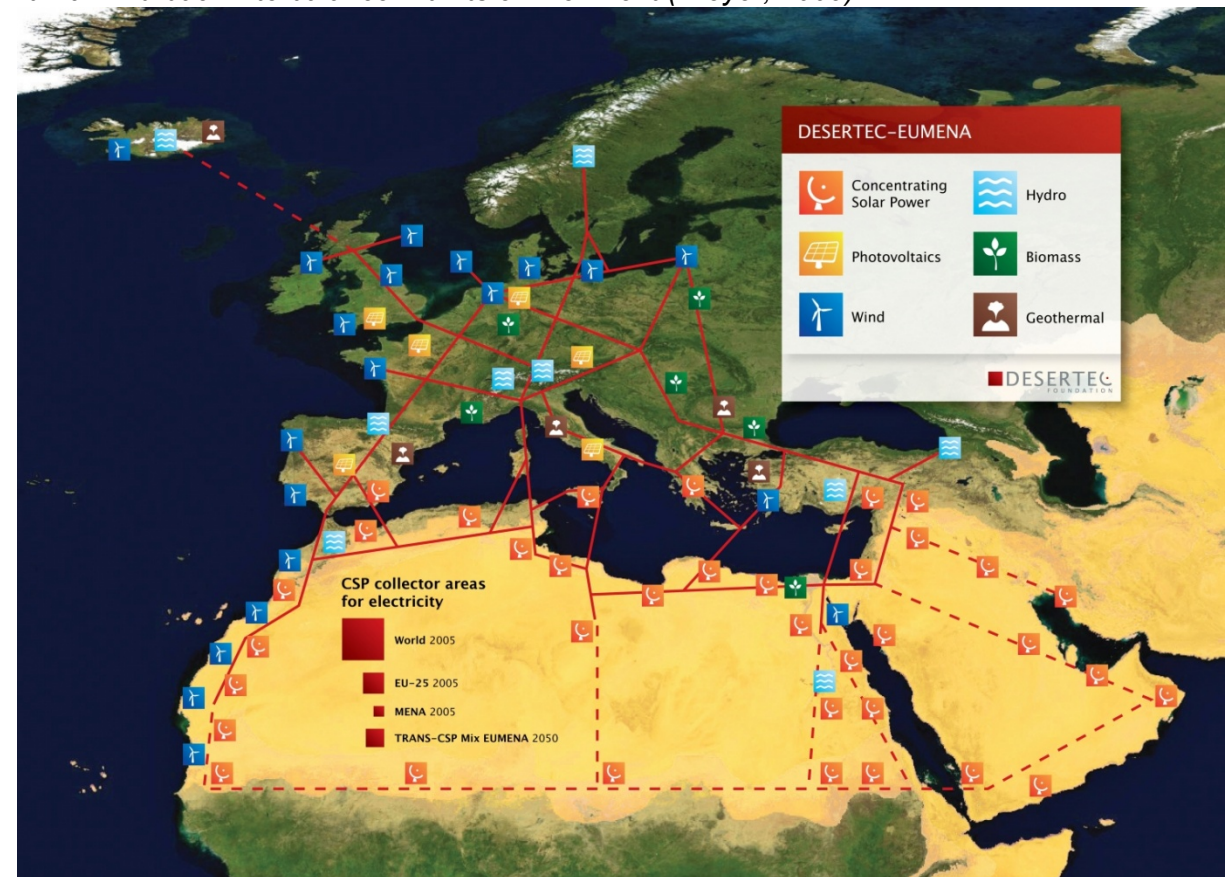 DESERTEC-EUMENA
Concentrating
Solar Power
Hydro
Photovoltaics
Biomass
Wind
Geothermal
DESERTEC
FOUNDATION
CSP collector areas
for electricity
World 2005
EU-25 2005
MENA 2005
TRANS-CSP Mix EUMENA 2050